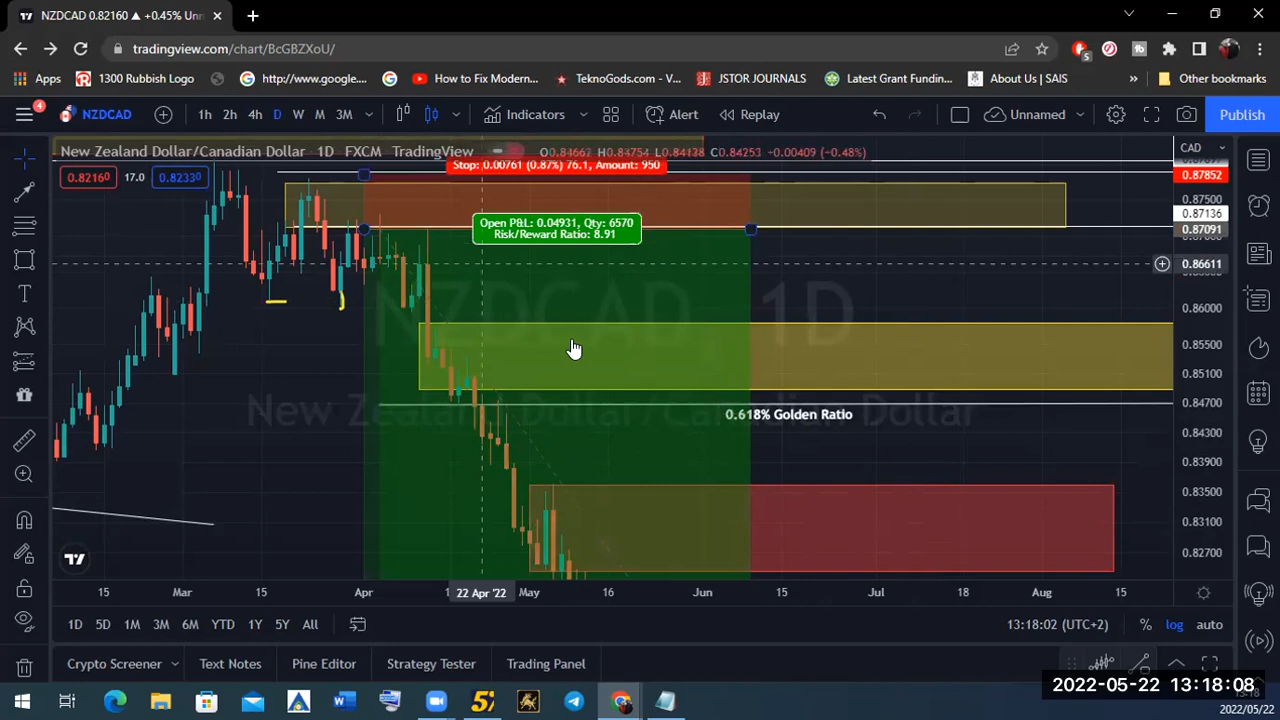 NZDCAD 0.82160 ▲ +0.45% Unn
tradingview.com/chart/BcGBZXoU/
5
Apps
1300 Rubbish Logo
http://www.google...
How to Fix Modern...
TeknoGods.com - V...
JSTOR JOURNALS
Latest Grant Fundin...
About Us | SAIS
»
Other bookmarks
4
NZDCAD
1h 2h 4h D W M 3M
Indicators
Alert
Replay
Unnamed
Publish
New Zealand Dollar/Canadian Dollar 1D FXCM TradingView
O0.84662 H0.84754 L0.84138 C0.84253 −0.00409 (−0.48%)
CAD
Stop: 0.00761 (0.87%) 76.1, Amount: 950
0.82160 17.0 0.82330
0.87852
0.87136
Open P&L: 0.04931, Qty: 6570
Risk/Reward Ratio: 8.91
0.87091
0.86611
0.86000
NZDCAD, 1D
0.85500
0.85100
0.84700
0.618% Golden Ratio
New Zealand Dollar/Canadian Dollar
0.84300
0.83900
0.83500
0.83100
0.82700
15 Mar 15 Apr 22 Apr '22 May 16 Jun 15 Jul 18 Aug 15
1D 5D 1M 3M 6M YTD 1Y 5Y All
13:18:02 (UTC+2)
% log auto
Crypto Screener
Text Notes
Pine Editor
Strategy Tester
Trading Panel
2022-05-22 13:18:08
2022/05/22